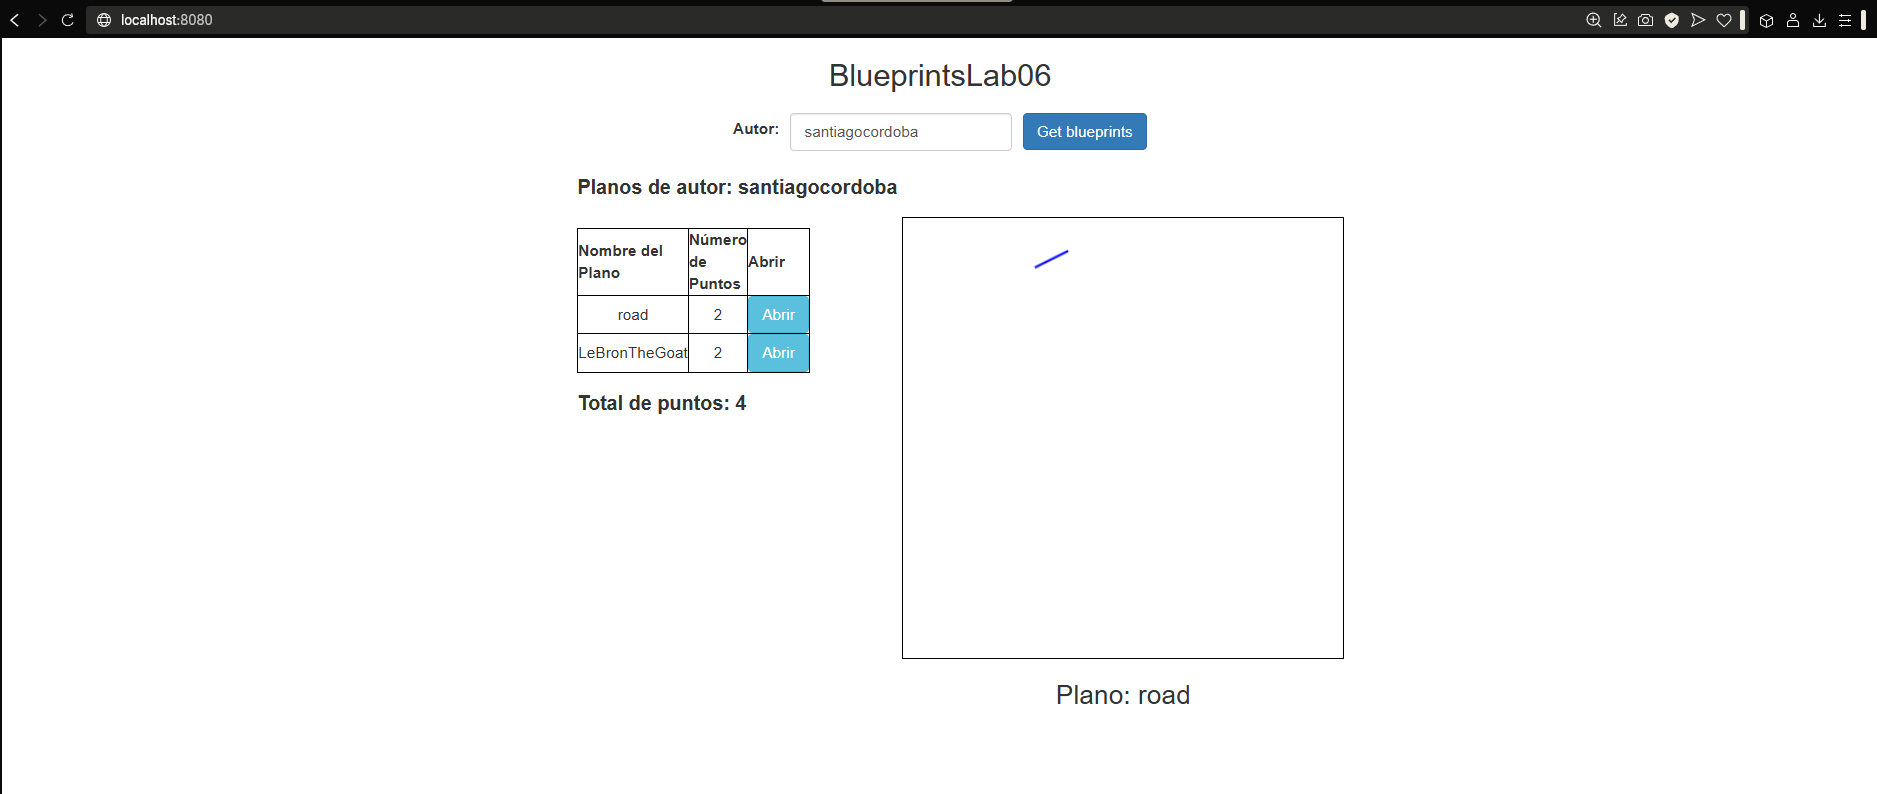 localhost:8080
BlueprintsLab06
Autor: santiagocordoba Get blueprints
Planos de autor: santiagocordoba
Nombre del Plano Número de Puntos Abrir
road 2 Abrir
LeBronTheGoat 2 Abrir
Total de puntos: 4
Plano: road